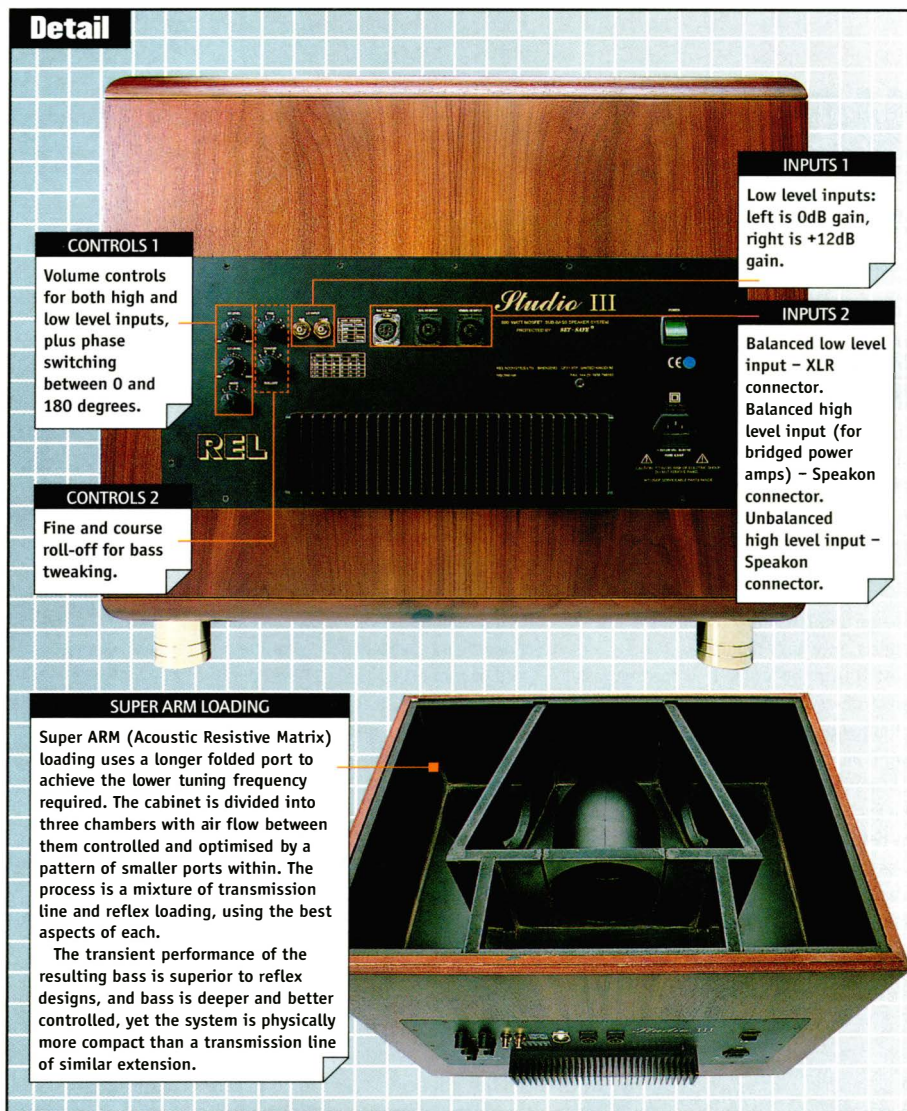 Detail
INPUTS 1
Low level inputs:
left is 0dB gain,
right is +12dB
gain.
CONTROLS 1
Volume controls
for both high and
low level inputs,
plus phase
switching
between 0 and
180 degrees.
Studio III
PROTECTED BY SET-SAFE
POWER
CE
REL
INPUTS 2
Balanced low level
input – XLR
connector.
Balanced high
level input (for
bridged power
amps) – Speakon
connector.
Unbalanced
high level input –
Speakon
connector.
CONTROLS 2
Fine and course
roll-off for bass
tweaking.
SUPER ARM LOADING
Super ARM (Acoustic Resistive Matrix)
loading uses a longer folded port to
achieve the lower tuning frequency
required. The cabinet is divided into
three chambers with air flow between
them controlled and optimised by a
pattern of smaller ports within. The
process is a mixture of transmission
line and reflex loading, using the best
aspects of each.
The transient performance of the
resulting bass is superior to reflex
designs, and bass is deeper and better
controlled, yet the system is physically
more compact than a transmission line
of similar extension.
Studio III